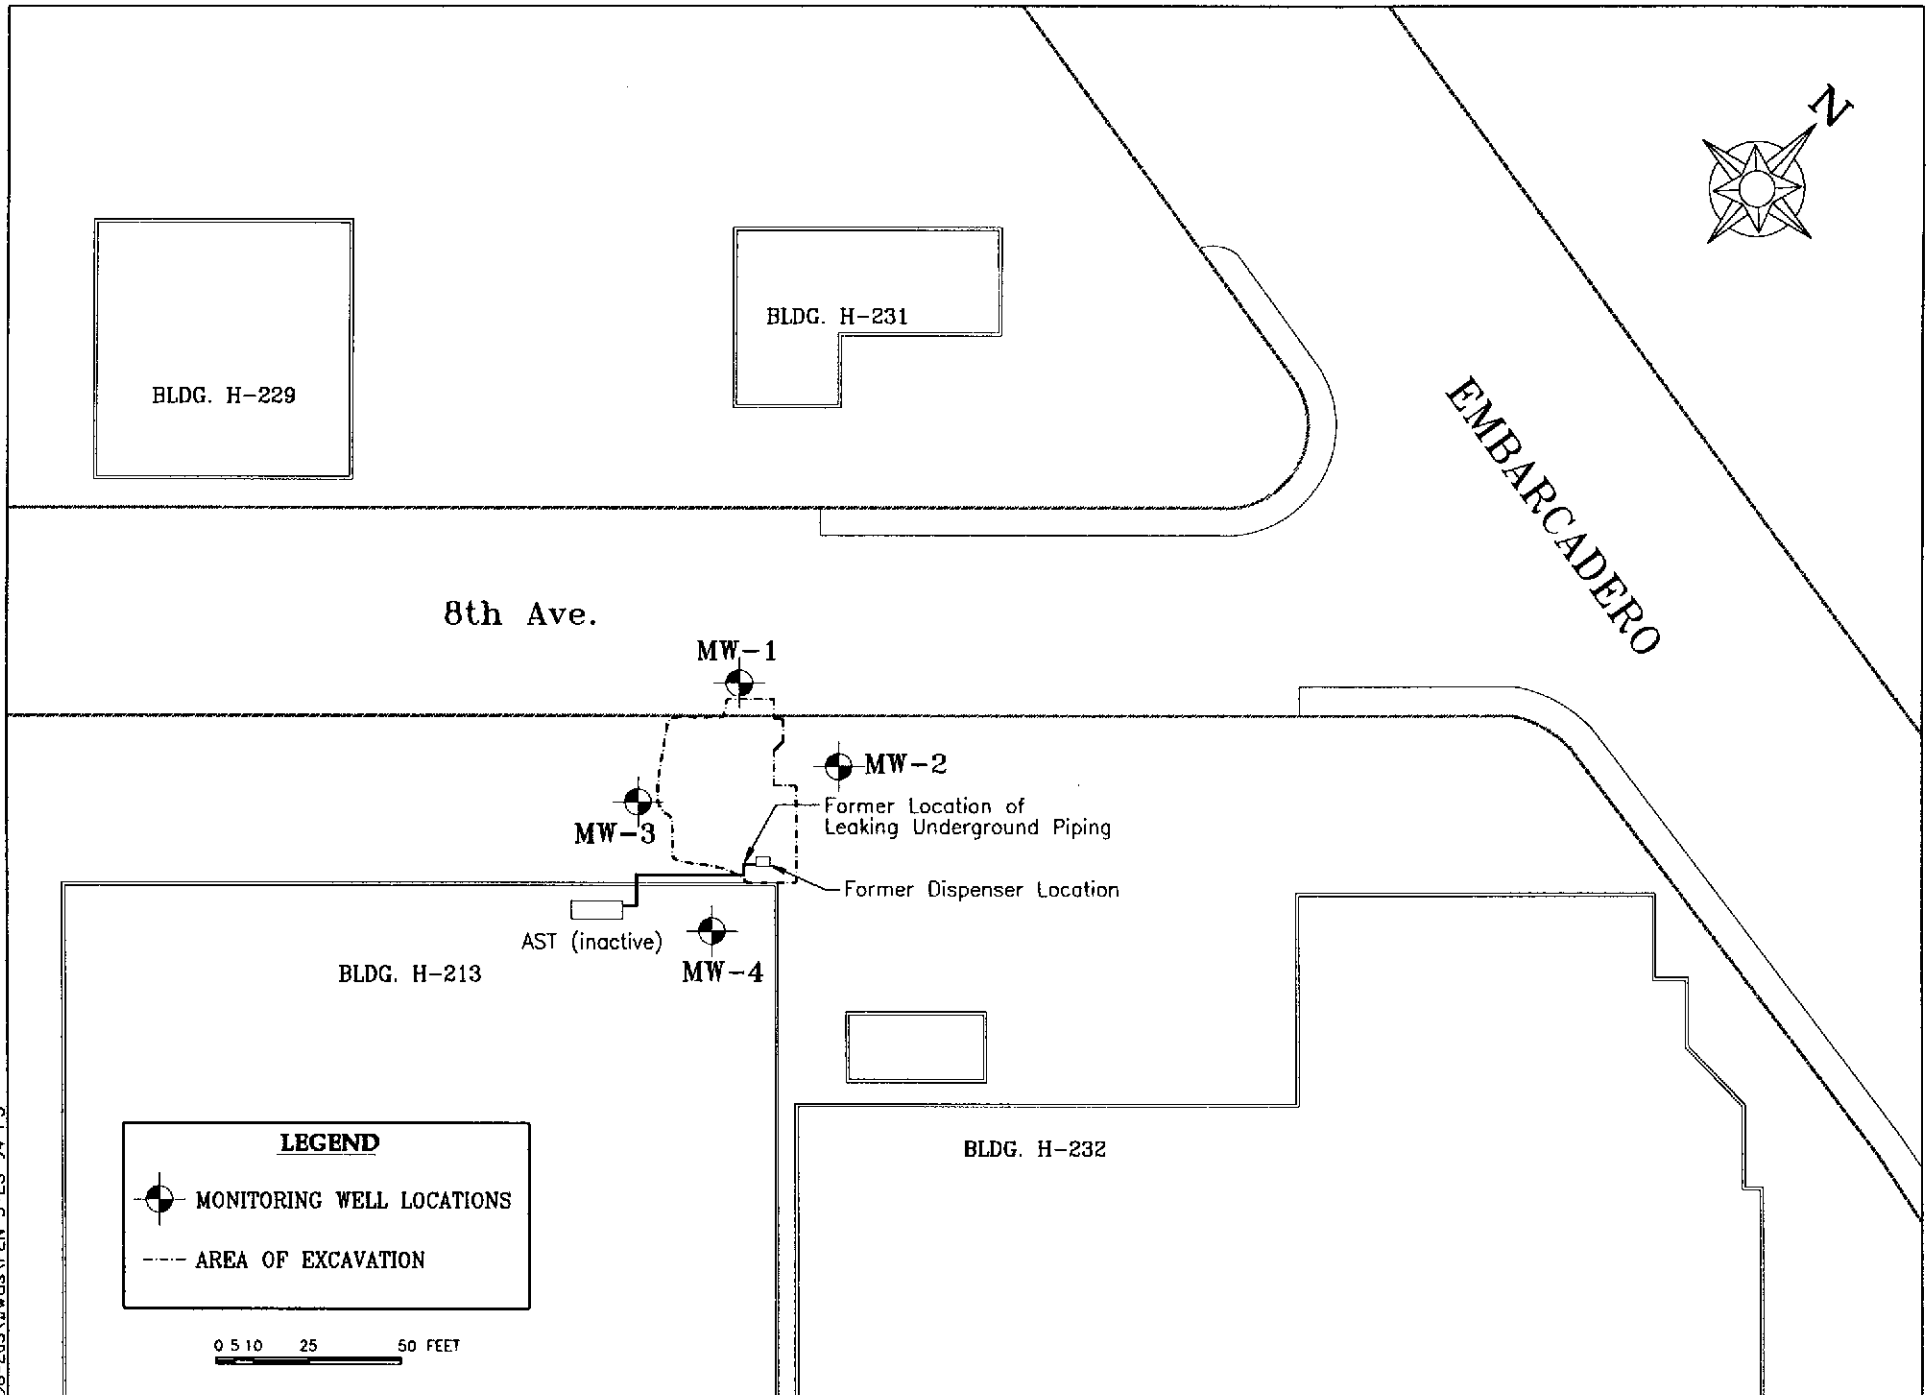 N
BLDG. H-231
BLDG. H-229
EMBARCADERO
8th Ave.
MW-1
MW-2
Former Location of
Leaking Underground Piping
MW-3
Former Dispenser Location
AST (inactive)
MW-4
BLDG. H-213
BLDG. H-232
LEGEND
MONITORING WELL LOCATIONS
AREA OF EXCAVATION
0 5 10 25 50 FEET